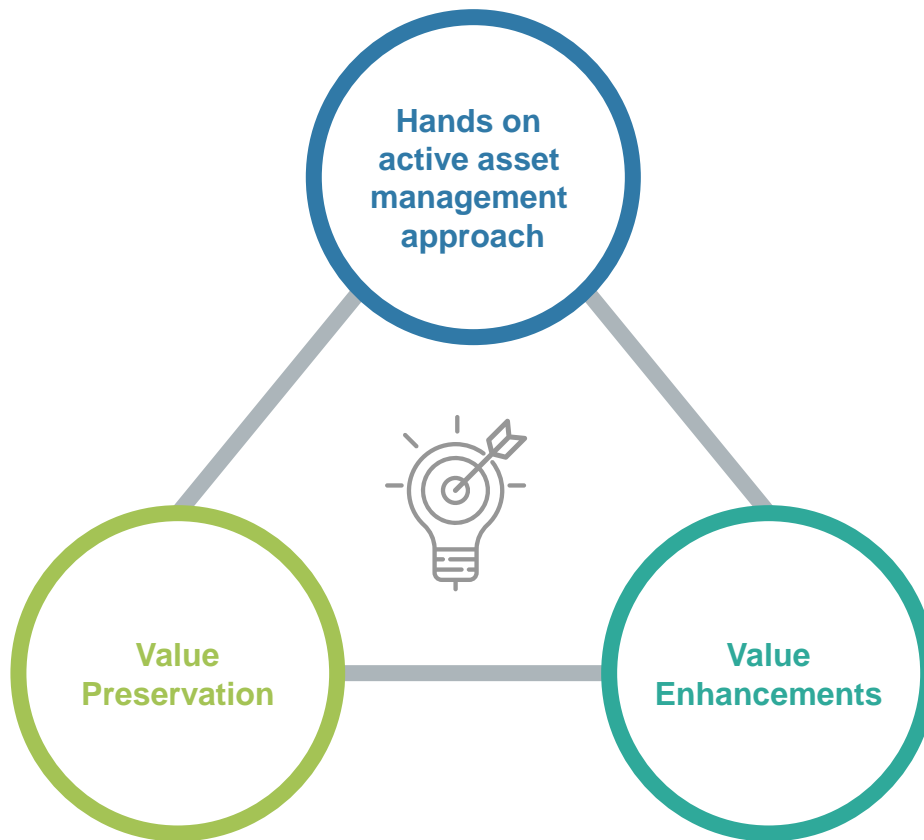 Hands on
active asset
management
approach
Value
Preservation
Value
Enhancements